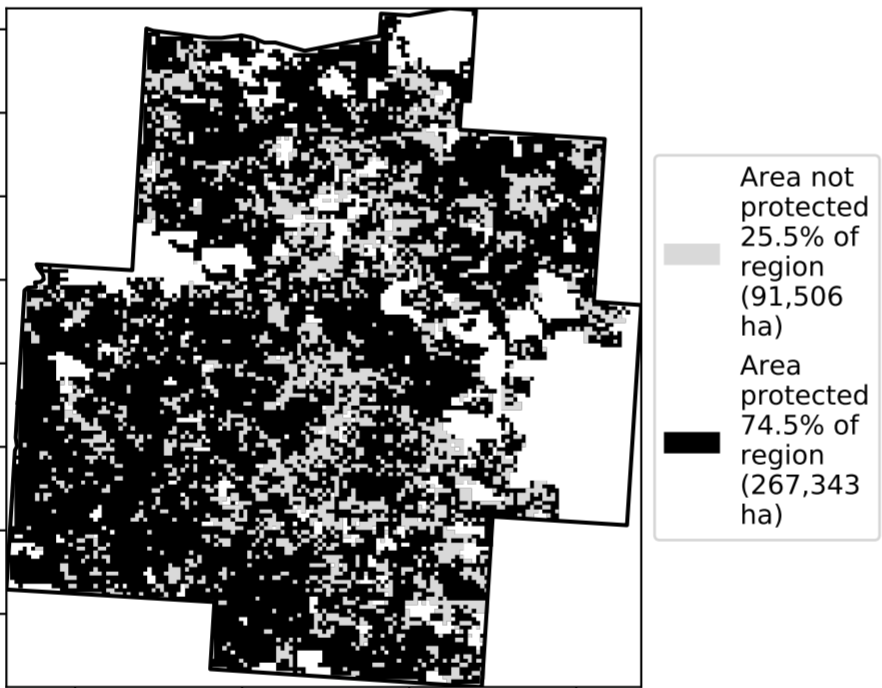 Area not
protected
25.5% of
region
(91,506
ha)
Area
protected
74.5% of
region
(267,343
ha)